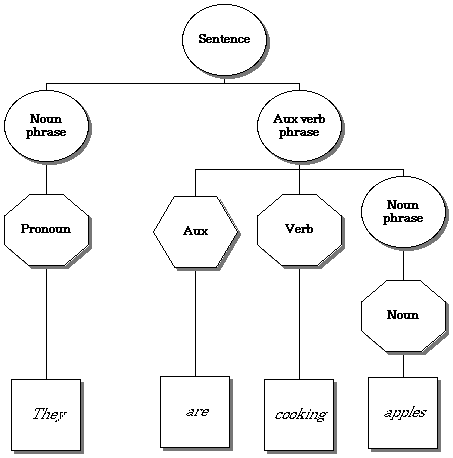 Sentence
Noun
phrase
Aux verb
phrase
Pronoun
Aux
Verb
Noun
phrase
Noun
They
are
cooking
apples